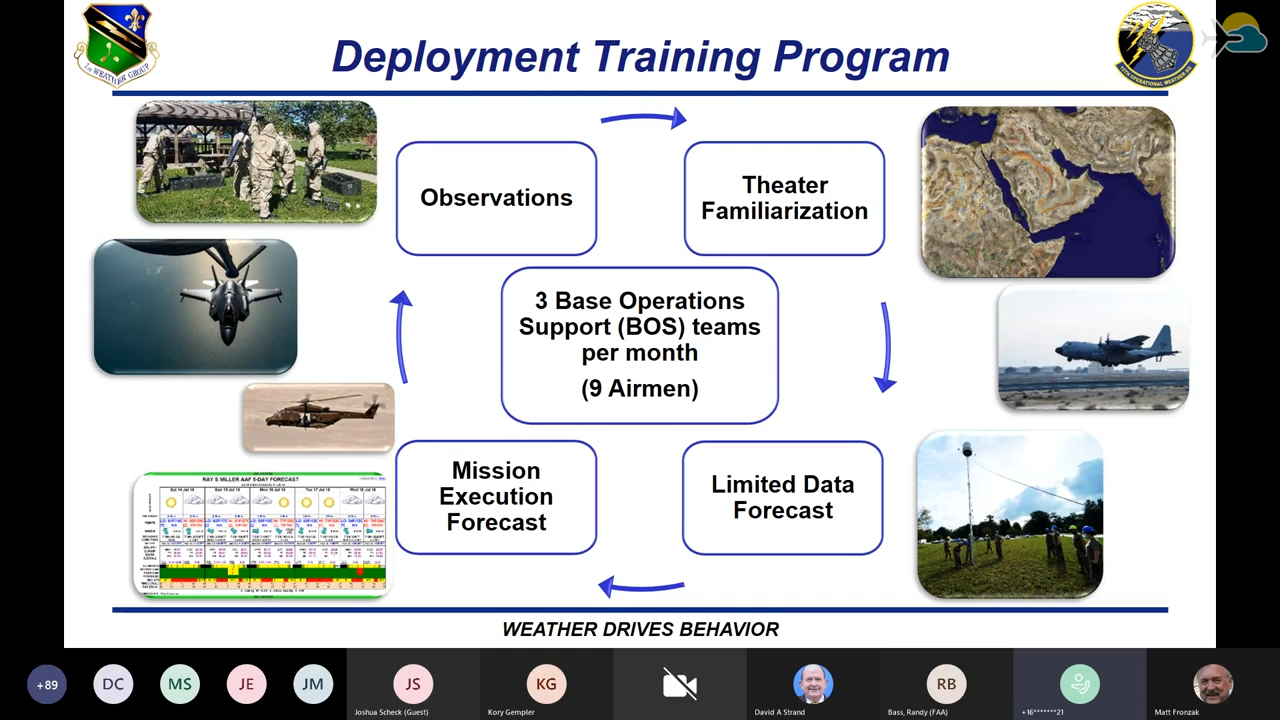 Deployment Training Program
1st WEATHER GROUP
Observations
Theater
Familiarization
3 Base Operations
Support (BOS) teams
per month
(9 Airmen)
Mission
Execution
Forecast
Limited Data
Forecast
RAY S MILLER AAF 5-DAY FORECAST
WEATHER DRIVES BEHAVIOR
+89
DC
MS
JE
JM
JS
Joshua Scheck (Guest)
KG
Kory Gempler
David A Strand
RB
Bass, Randy (FAA)
+16*******21
Matt Fronzak